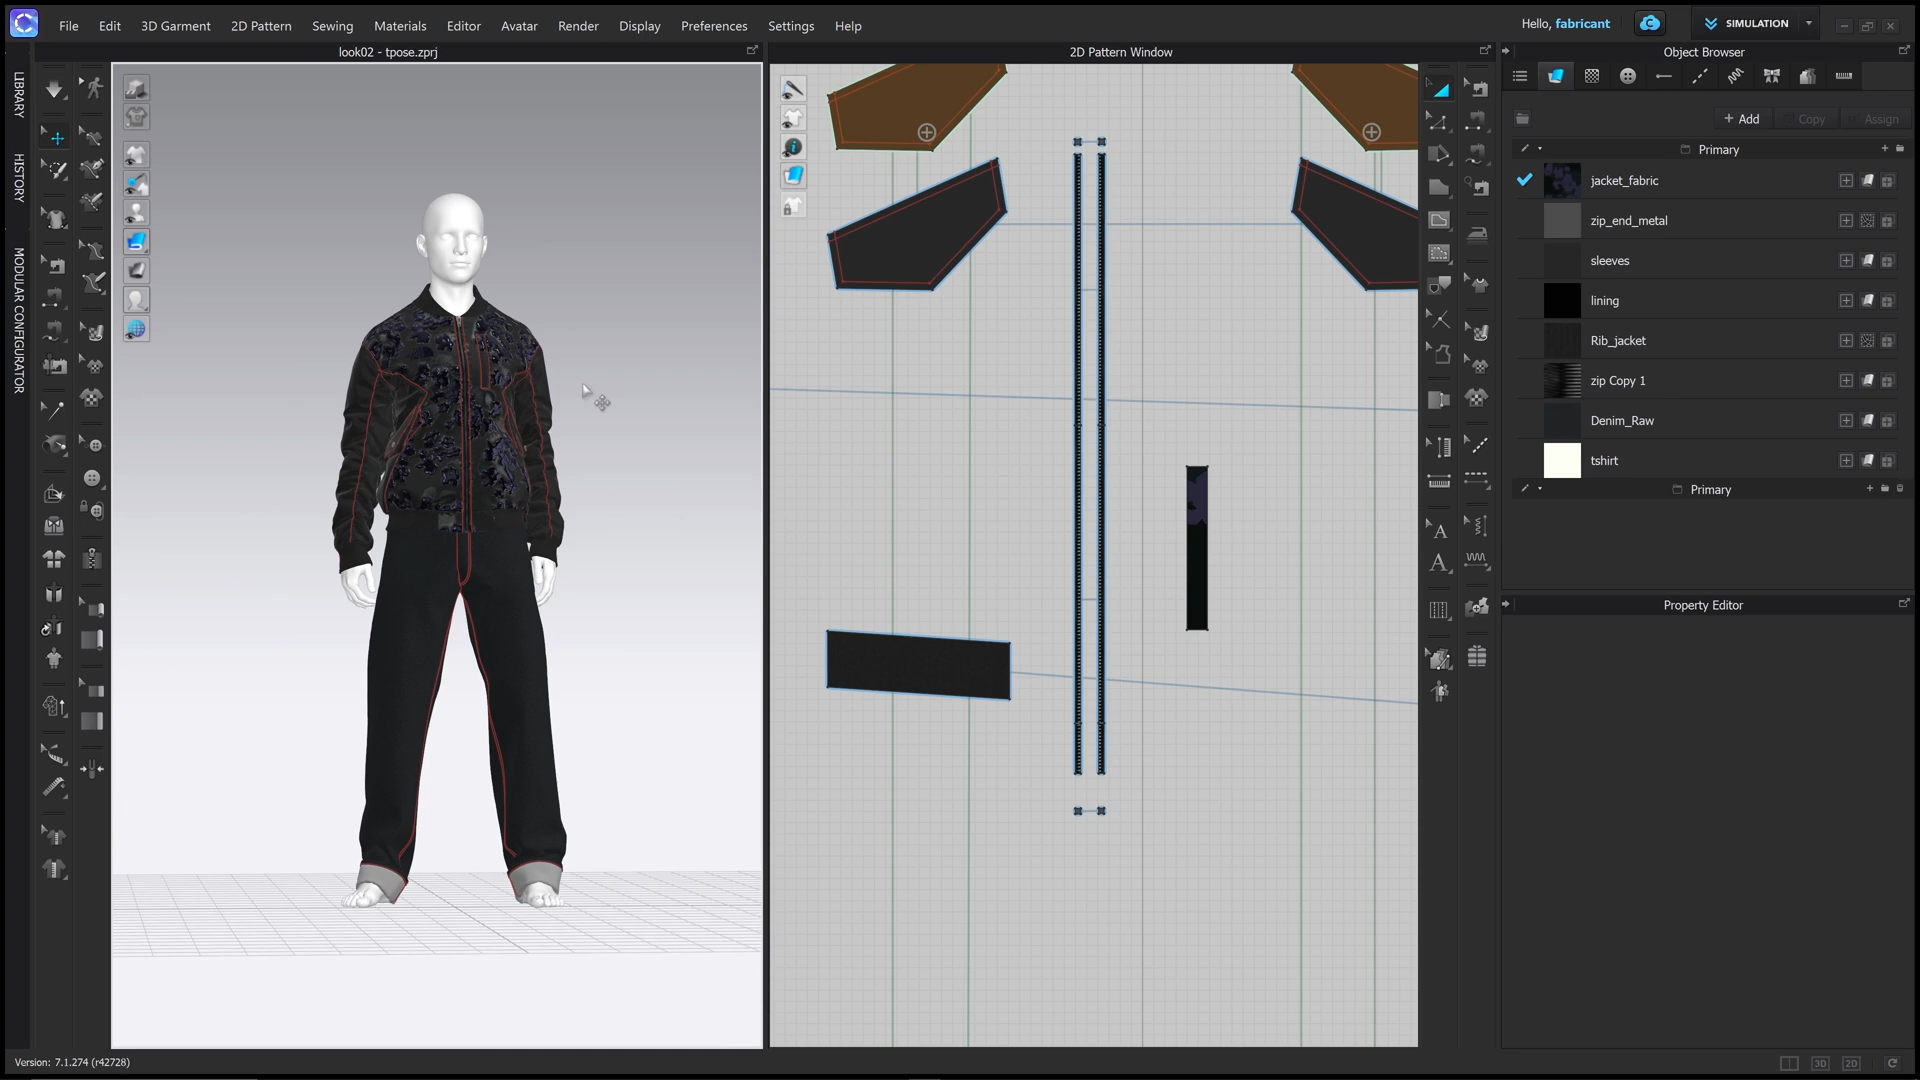 File Edit 3D Garment 2D Pattern Sewing Materials Editor Avatar Render Display Preferences Settings Help
Hello, fabricant
SIMULATION
look02 - tpose.zprj
2D Pattern Window
Object Browser
LIBRARY
HISTORY
MODULAR CONFIGURATOR
+ Add Copy Assign
Primary
jacket_fabric
zip_end_metal
sleeves
lining
Rib_jacket
zip Copy 1
Denim_Raw
tshirt
Primary
Property Editor
A
A
Version: 7.1.274 (r42728)
3D 2D